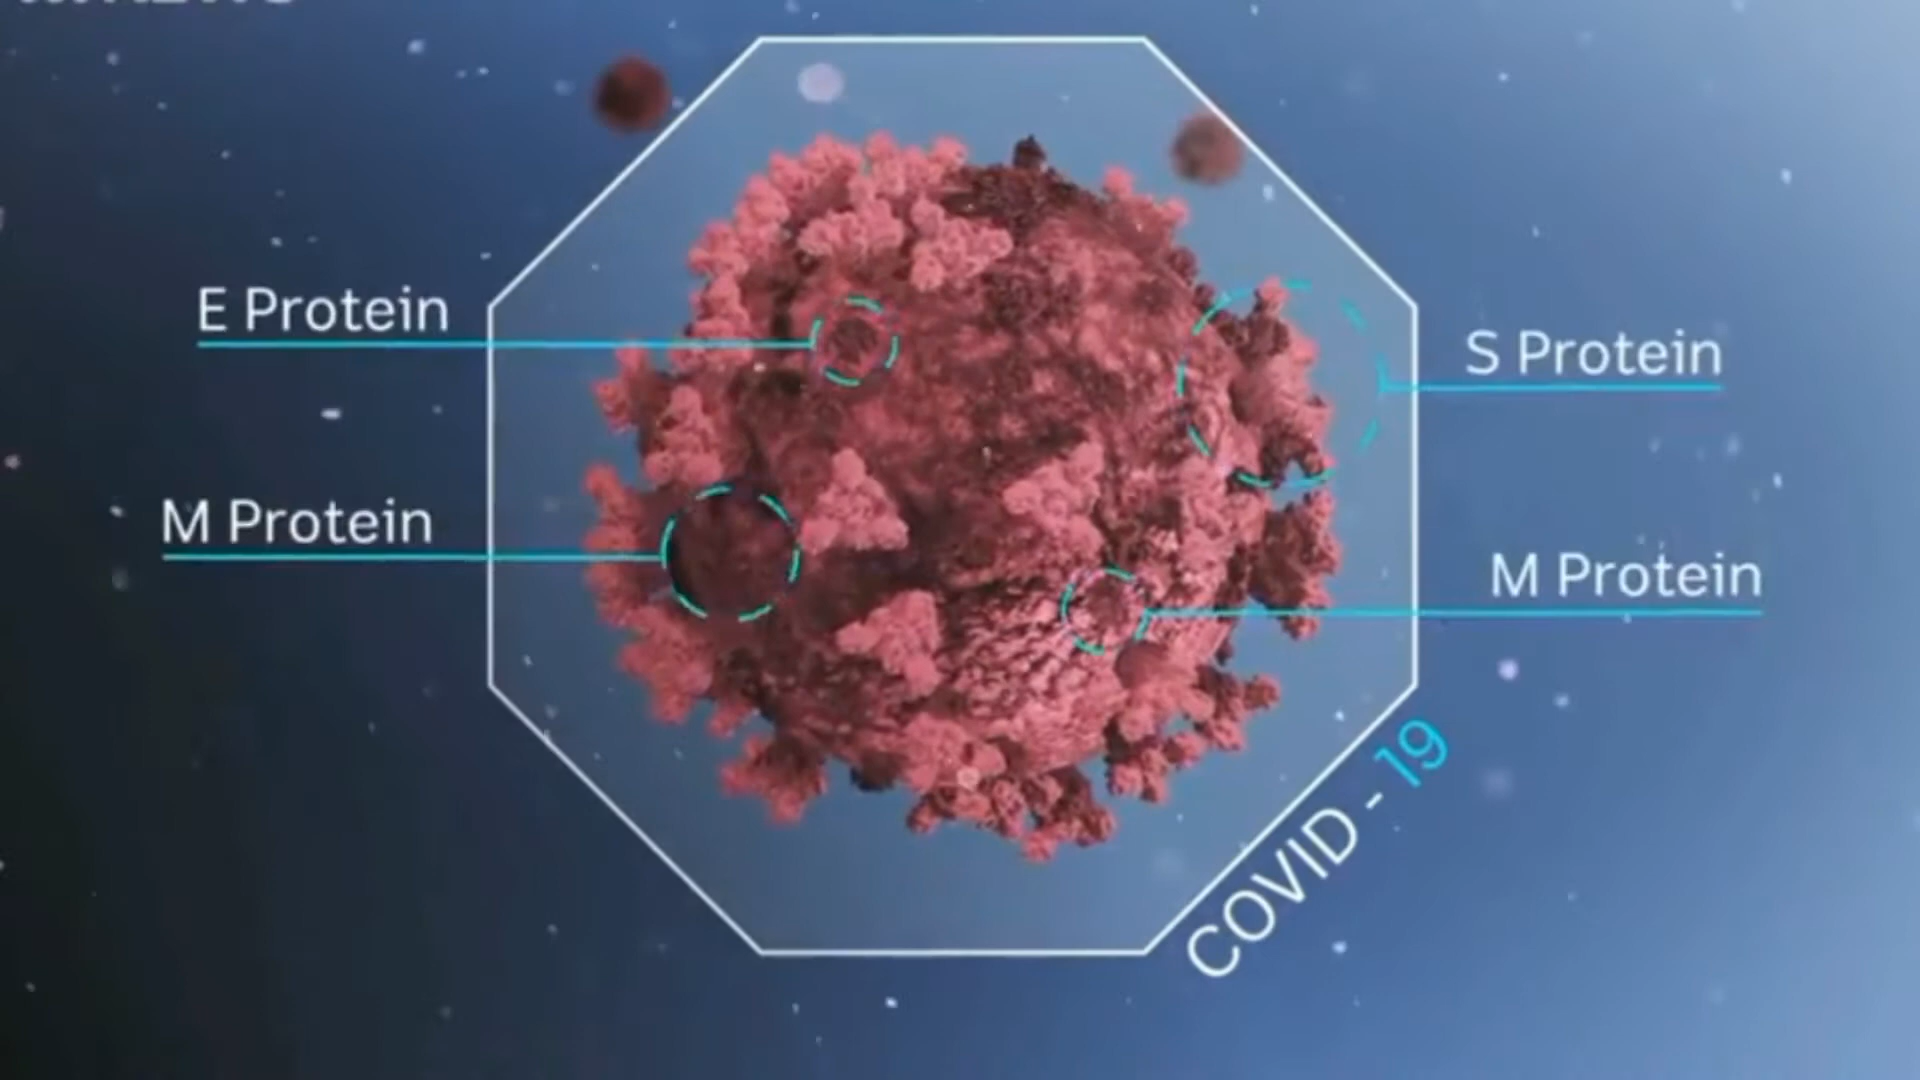 E Protein
S Protein
M Protein
M Protein
COVID - 19